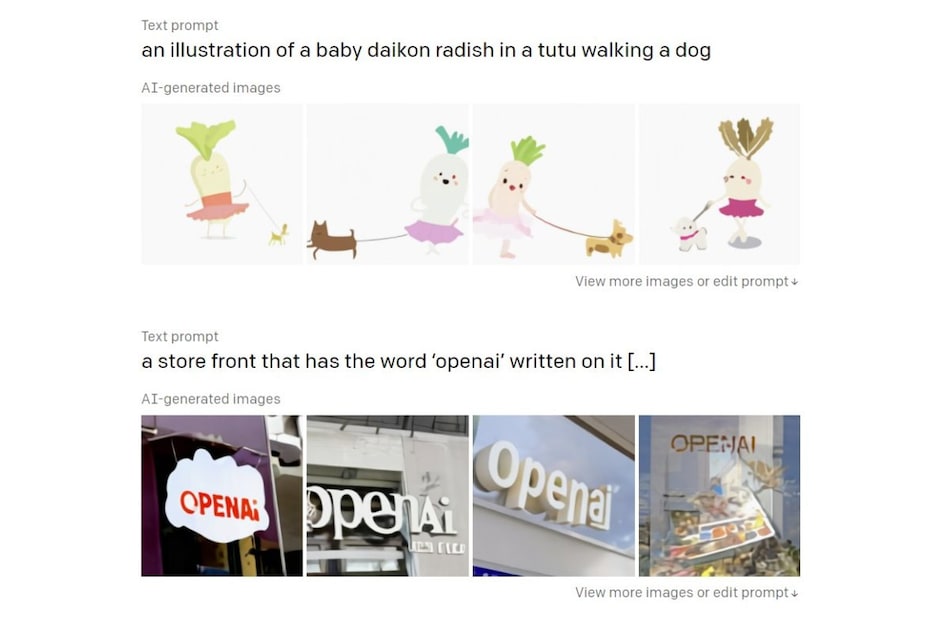 Text prompt
an illustration of a baby daikon radish in a tutu walking a dog
AI-generated images
View more images or edit prompt ↓
Text prompt
a store front that has the word ‘openai’ written on it [...]
AI-generated images
OPENAi
openAi
Openai
OPENAI
View more images or edit prompt ↓